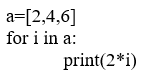 a=[2,4,6]
for i in a:
print(2*i)